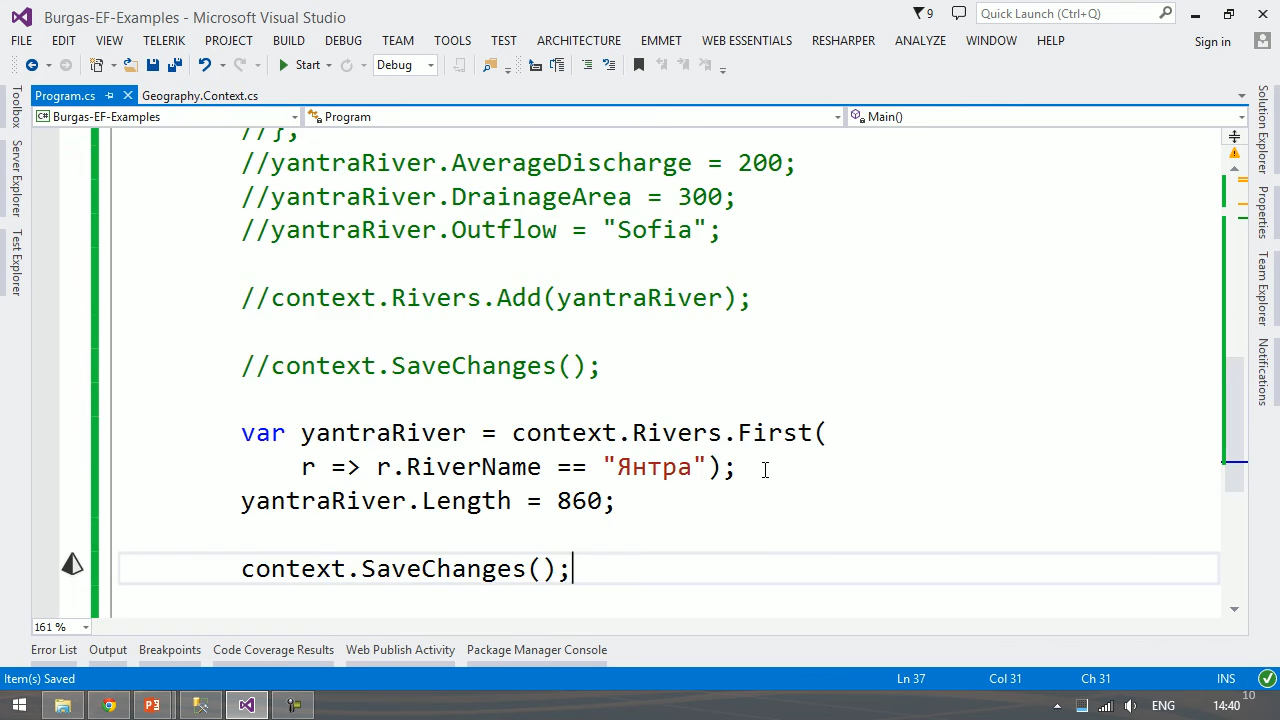 Burgas-EF-Examples - Microsoft Visual Studio
9
Quick Launch (Ctrl+Q)
FILE EDIT VIEW TELERIK PROJECT BUILD DEBUG TEAM TOOLS TEST ARCHITECTURE EMMET WEB ESSENTIALS RESHARPER ANALYZE WINDOW HELP
Sign in
Start
Debug
Program.cs
Geography.Context.cs
Burgas-EF-Examples
Program
Main()
Toolbox
Server Explorer
Test Explorer
//};
//yantraRiver.AverageDischarge = 200;
//yantraRiver.DrainageArea = 300;
//yantraRiver.Outflow = "Sofia";
//context.Rivers.Add(yantraRiver);
//context.SaveChanges();
var yantraRiver = context.Rivers.First(
r => r.RiverName == "Янтра");
yantraRiver.Length = 860;
context.SaveChanges();
Solution Explorer
Properties
Team Explorer
Notifications
161 %
Error List Output Breakpoints Code Coverage Results Web Publish Activity Package Manager Console
Item(s) Saved
Ln 37
Col 31
Ch 31
INS
ENG
14:40
10